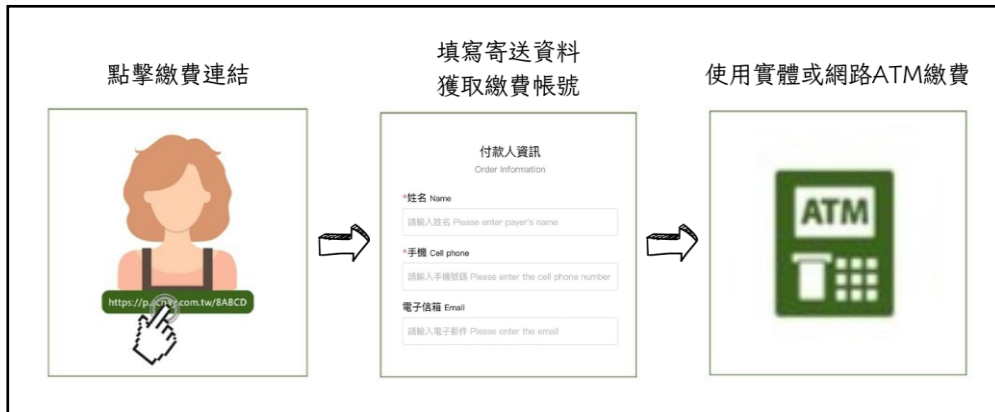 點擊繳費連結
填寫寄送資料
獲取繳費帳號
使用實體或網路ATM繳費
https://p.
.com.tw/8ABCD
付款人資訊
Order Information
*姓名 Name
請輸入姓名 Please enter payer's name
*手機 Cell phone
請輸入手機號碼 Please enter the cell phone number
電子信箱 Email
請輸入電子郵件 Please enter the email
ATM